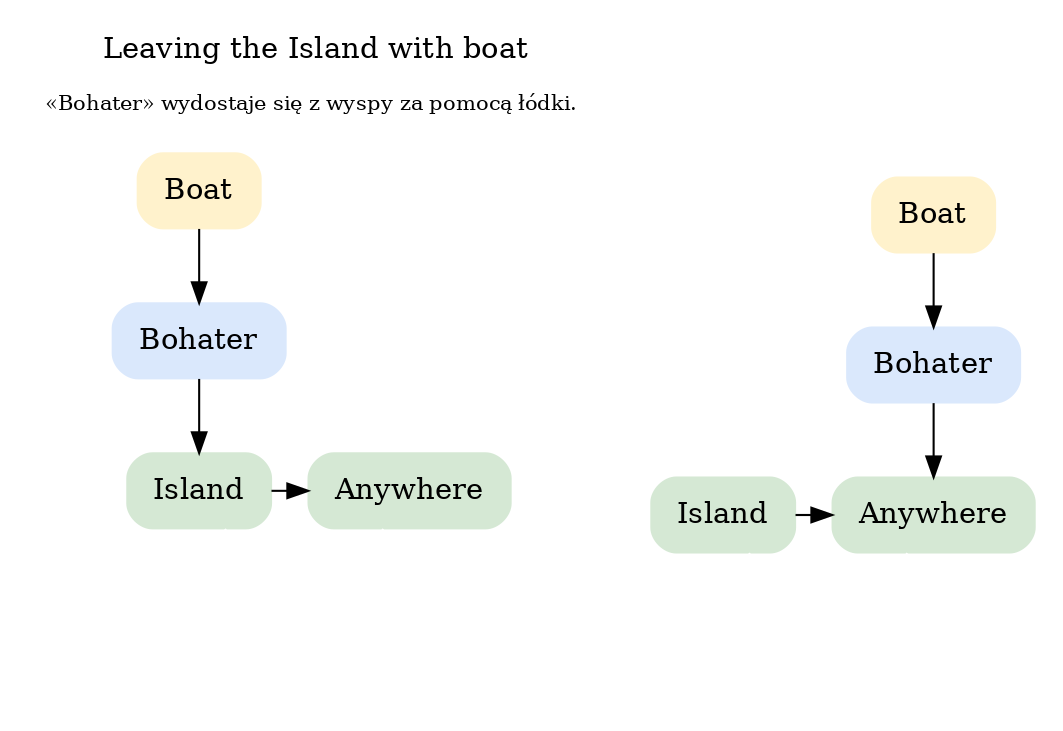 Leaving the Island with boat
«Bohater» wydostaje się z wyspy za pomocą łódki.
Boat
Bohater
Island
Anywhere
Boat
Bohater
Island
Anywhere